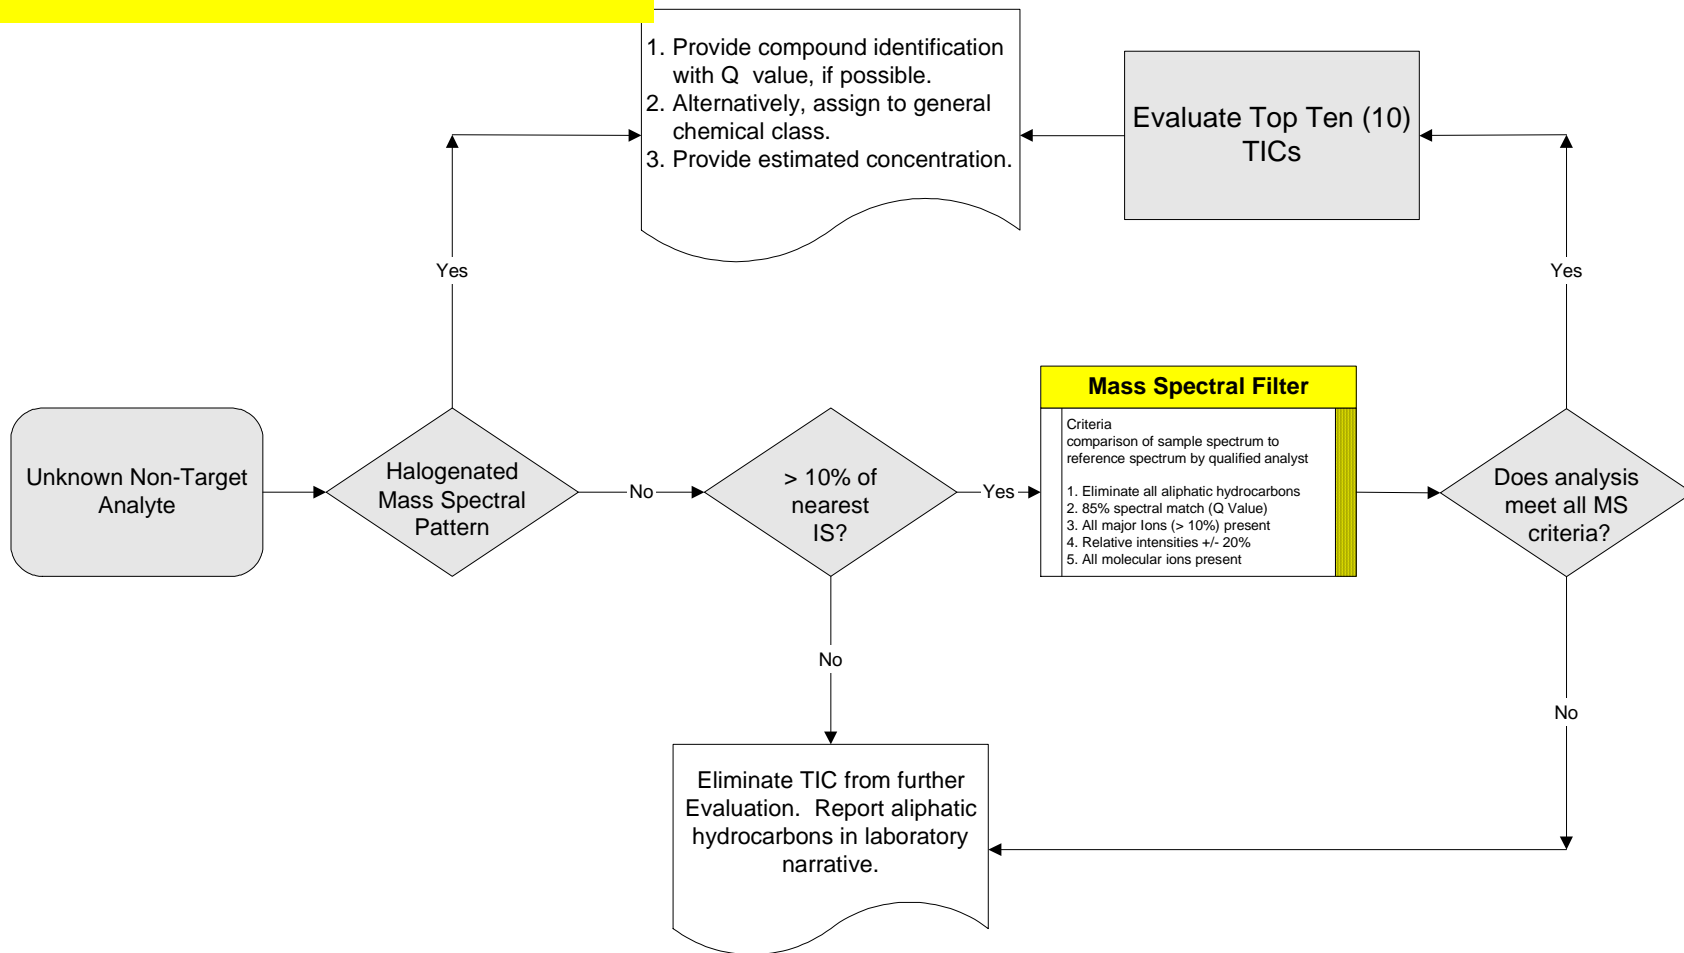 1. Provide compound identification
with Q value, if possible.
2. Alternatively, assign to general
chemical class.
3. Provide estimated concentration.
Evaluate Top Ten (10)
TICs
Yes
Yes
Unknown Non-Target
Analyte
Halogenated
Mass Spectral
Pattern
No
> 10% of
nearest
IS?
Yes
Mass Spectral Filter
Criteria
comparison of sample spectrum to
reference spectrum by qualified analyst
1. Eliminate all aliphatic hydrocarbons
2. 85% spectral match (Q Value)
3. All major Ions (> 10%) present
4. Relative intensities +/- 20%
5. All molecular ions present
Does analysis
meet all MS
criteria?
No
No
Eliminate TIC from further
Evaluation. Report aliphatic
hydrocarbons in laboratory
narrative.